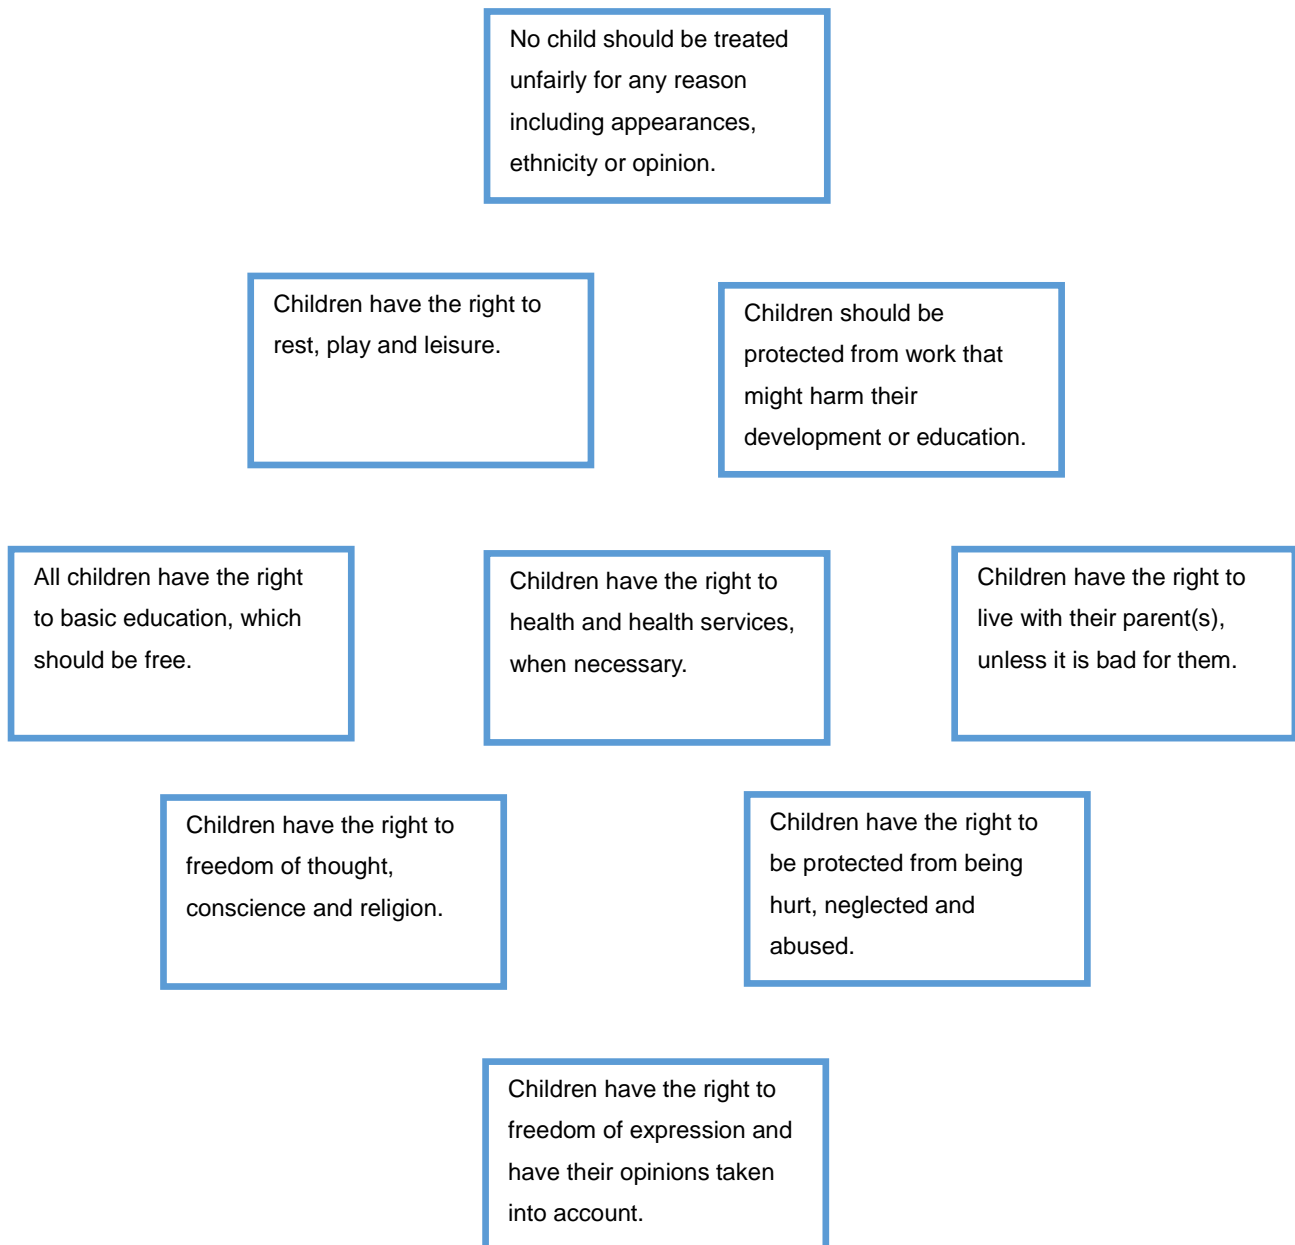 No child should be treated
unfairly for any reason
including appearances,
ethnicity or opinion.
Children have the right to
rest, play and leisure.
Children should be
protected from work that
might harm their
development or education.
All children have the right
to basic education, which
should be free.
Children have the right to
health and health services,
when necessary.
Children have the right to
live with their parent(s),
unless it is bad for them.
Children have the right to
freedom of thought,
conscience and religion.
Children have the right to
be protected from being
hurt, neglected and
abused.
Children have the right to
freedom of expression and
have their opinions taken
into account.